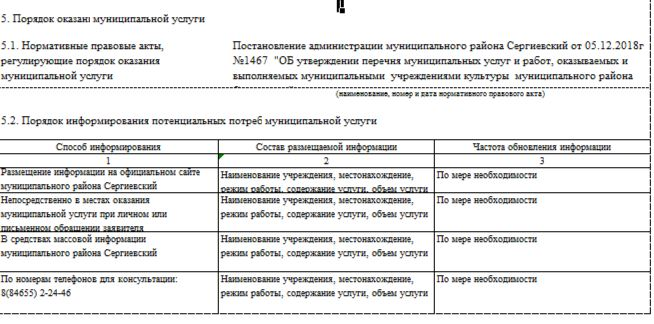 5. Порядок оказані муниципальной услуги
5.1. Нормативные правовые акты,
регулирующие порядок оказания
муниципальной услуги
Постановление администрации муниципального района Сергиевский от 05.12.2018г
№1467 "ОБ утверждении перечня муниципальных услуг и работ, оказываемых и
выполняемых муниципальными учреждениями культуры муниципального района
(наименование, номер и дата нормативного правового акта)
5.2. Порядок информирования потенциальных потреб муниципальной услуги
Способ информирования Состав размещаемой информации Частота обновления информации
1 2 3
Размещение информации на официальном сайте
муниципального района Сергиевский
Наименование учреждения, местонахождение,
режим работы, содержание услуги, объем услуги
По мере необходимости
Непосредственно в местах оказания
муниципальной услуги при личном или
письменном обращении заявителя
Наименование учреждения, местонахождение,
режим работы, содержание услуги, объем услуги
По мере необходимости
В средствах массовой информации
муниципального района Сергиевский
Наименование учреждения, местонахождение,
режим работы, содержание услуги, объем услуги
По мере необходимости
По номерам телефонов для консультации:
8(84655) 2-24-46
Наименование учреждения, местонахождение,
режим работы, содержание услуги, объем услуги
По мере необходимости